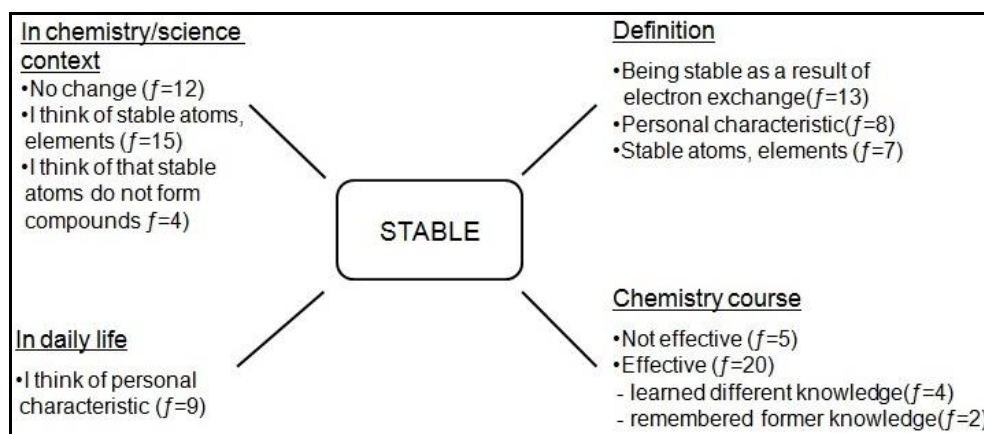 In chemistry/science
context
•No change (ƒ=12)
•I think of stable atoms,
elements (ƒ=15)
•I think of that stable
atoms do not form
compounds ƒ=4)
Definition
•Being stable as a result of
electron exchange(ƒ=13)
•Personal characteristic(ƒ=8)
•Stable atoms, elements (ƒ=7)
STABLE
In daily life
•I think of personal
characteristic (ƒ=9)
Chemistry course
•Not effective (ƒ=5)
•Effective (ƒ=20)
- learned different knowledge(ƒ=4)
- remembered former knowledge(ƒ=2)